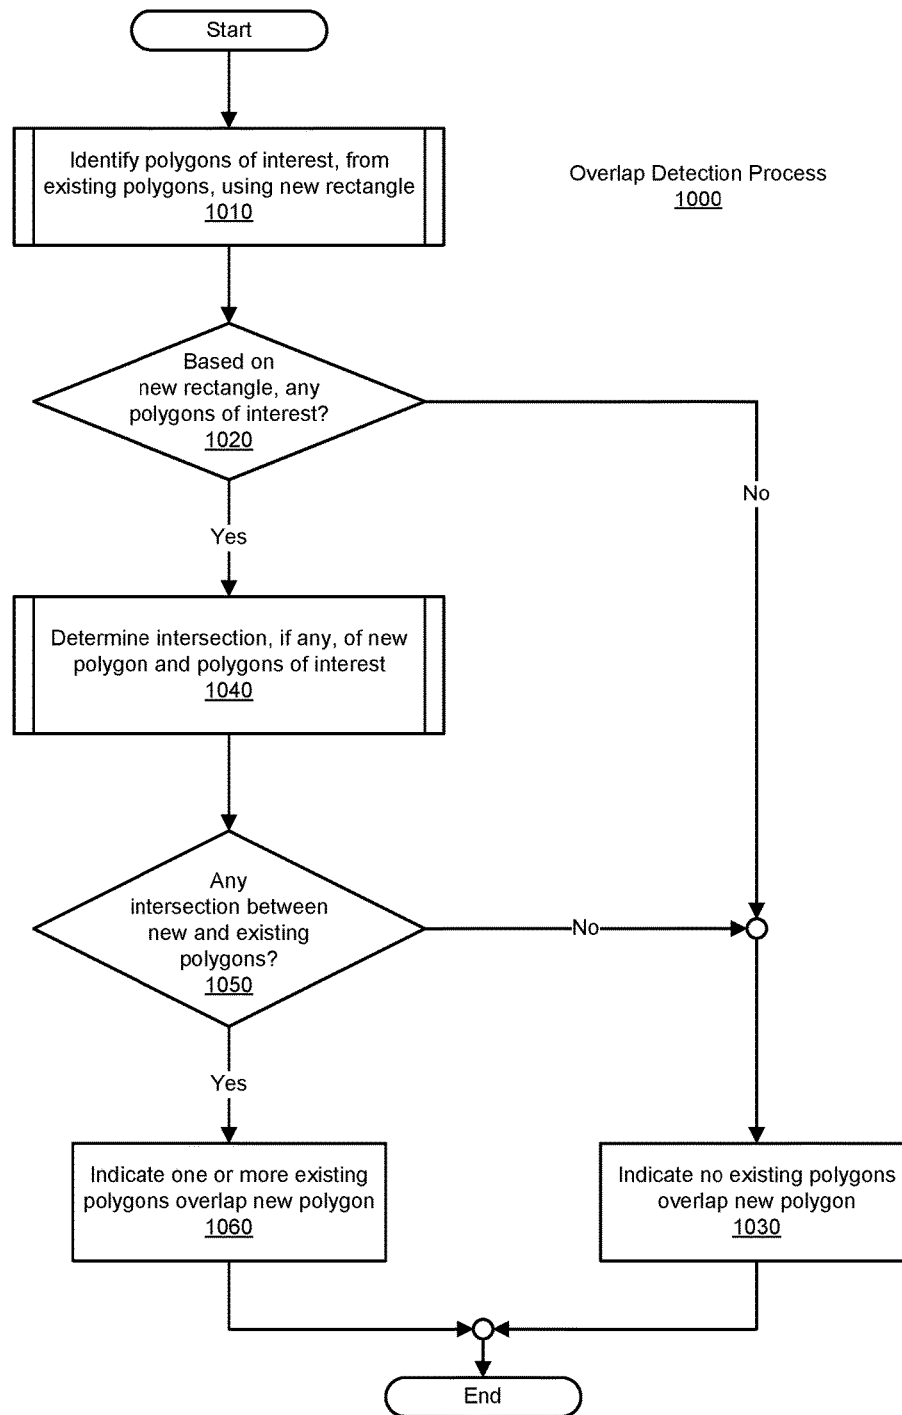 Start
Identify polygons of interest, from
existing polygons, using new rectangle
1010
Overlap Detection Process
1000
Based on
new rectangle, any
polygons of interest?
1020
No
Yes
Determine intersection, if any, of new
polygon and polygons of interest
1040
Any
intersection between
new and existing
polygons?
1050
No
Yes
Indicate one or more existing
polygons overlap new polygon
1060
Indicate no existing polygons
overlap new polygon
1030
End